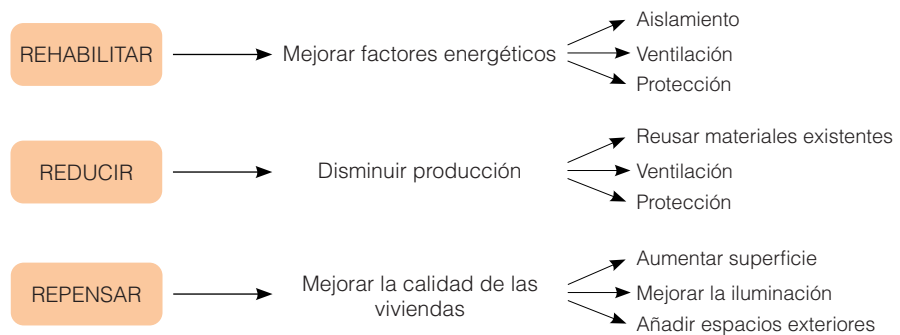 REHABILITAR
Mejorar factores energéticos
Aislamiento
Ventilación
Protección
REDUCIR
Disminuir producción
Reusar materiales existentes
Ventilación
Protección
REPENSAR
Mejorar la calidad de las
viviendas
Aumentar superficie
Mejorar la iluminación
Añadir espacios exteriores